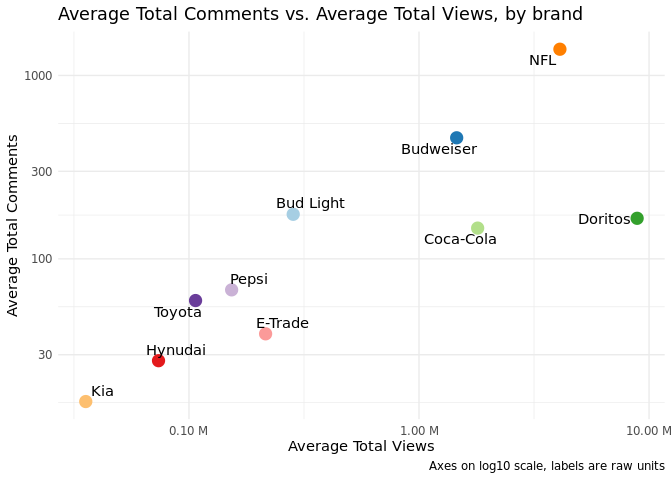 Average Total Comments vs. Average Total Views, by brand
Average Total Comments
1000
300
100
30
NFL
Budweiser
Bud Light
Doritos
Coca-Cola
Pepsi
Toyota
E-Trade
Hynudai
Kia
0.10 M
1.00 M
10.00 M
Average Total Views
Axes on log10 scale, labels are raw units